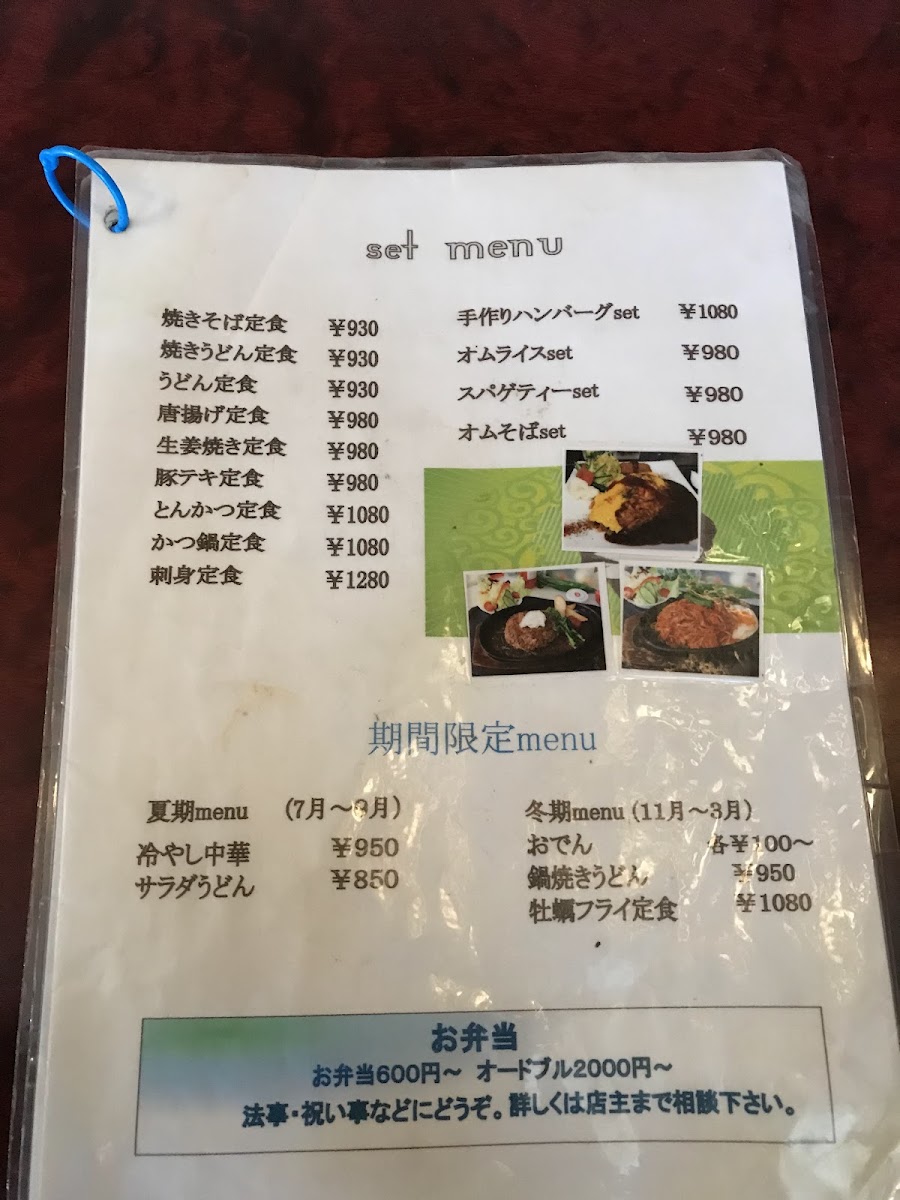 set menu
焼きそば定食 ¥930
焼きうどん定食 ¥930
うどん定食 ¥930
唐揚げ定食 ¥980
生姜焼き定食 ¥980
豚テキ定食 ¥980
とんかつ定食 ¥1080
かつ鍋定食 ¥1080
刺身定食 ¥1280
手作りハンバーグset ¥1080
オムライスset ¥980
スパゲティーset ¥980
オムそばset ¥980
期間限定menu
夏期menu (7月～9月)
冷やし中華 ¥950
サラダうどん ¥850
冬期menu (11月～3月)
おでん 各¥100～
鍋焼きうどん ¥950
牡蠣フライ定食 ¥1080
お弁当
お弁当600円～ オードブル2000円～
法事・祝い事などにどうぞ。詳しくは店主まで相談下さい。